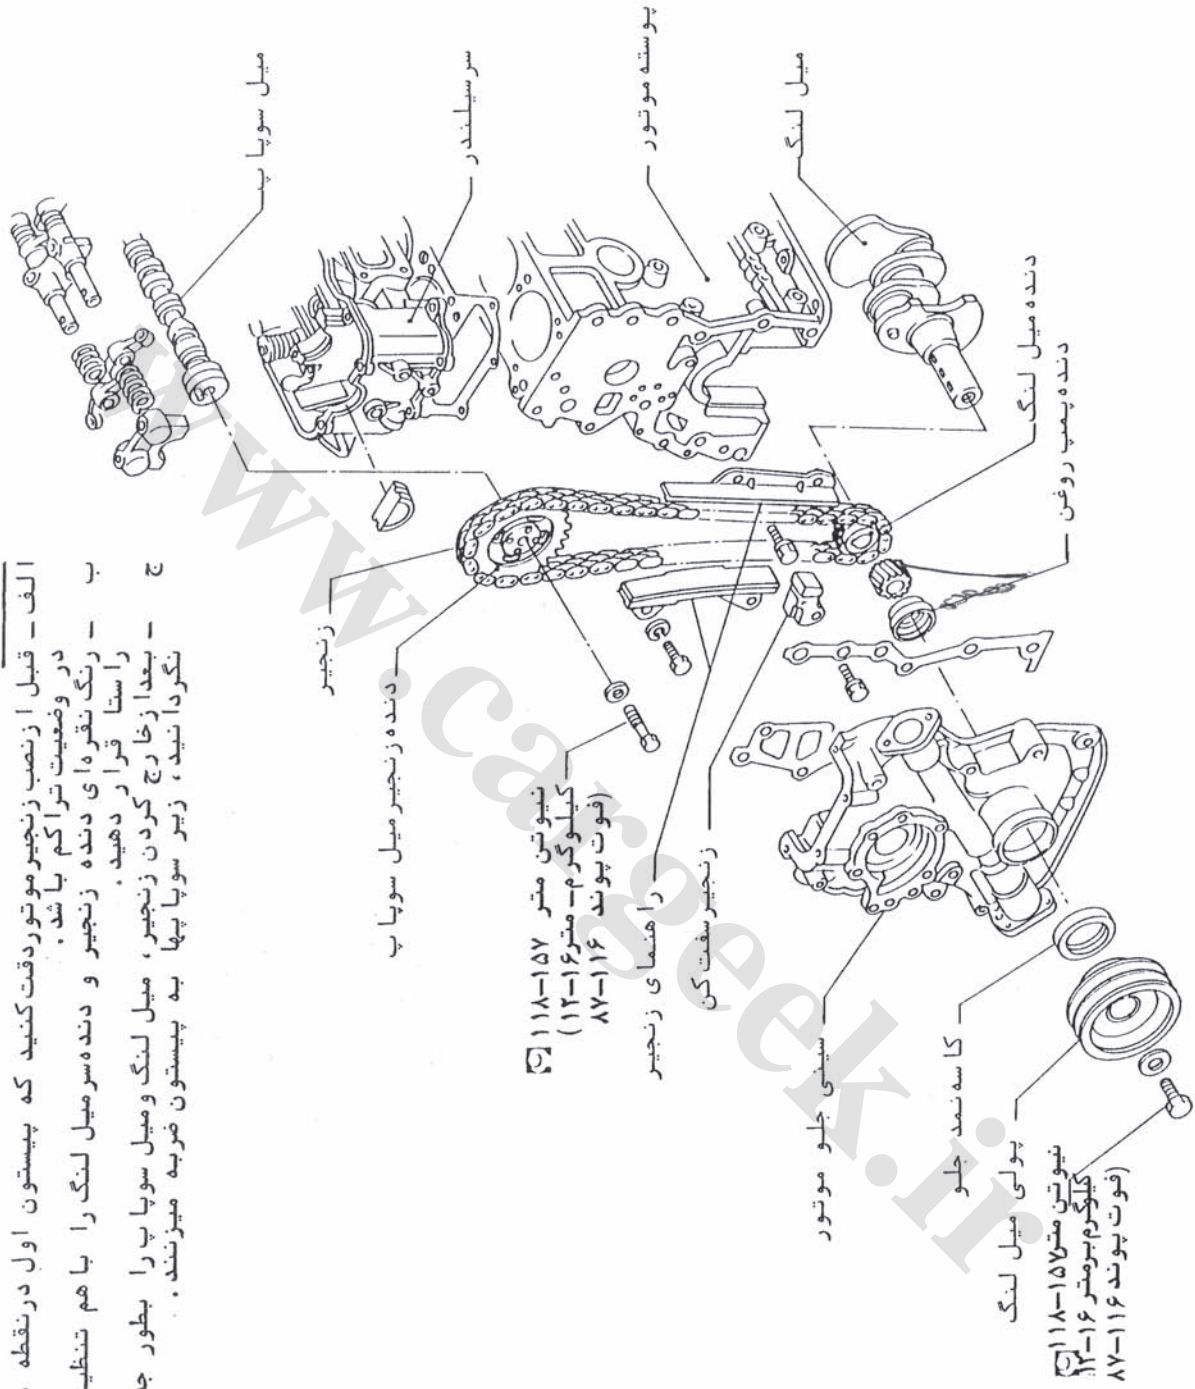 الف - قبل از نصب زنجیر موتور دقت کنید که پیستون اول در نقطه
در وضعیت تراکم باشد.
ب - رنگ نقره‌ای دنده زنجیر و دنده سر میل لنگ را با هم تنظیم
راستا قرار دهید.
ج - بعد از خارج کردن زنجیر، میل لنگ و میل سوپاپ را بطور
نگردانید، زیر سوپاپها به پیستون ضربه میزنند.
میل سوپاپ
سرسیلندر
پوسته موتور
میل لنگ
دنده میل لنگ
دنده پمپ روغن
زنجیر
دنده زنجیر میل سوپاپ
۱۱۸-۱۵۷ نیوتن متر
(۱۲-۱۶ کیلوگرم - متر
۸۷-۱۱۶ فوت پوند)
راهنمای زنجیر
زنجیر سفت کن
سینی جلو موتور
کاسه نمد جلو
پولی میل لنگ
۱۱۸-۱۵۷ نیوتن متر
۱۲-۱۶ کیلوگرم بر متر
۸۷-۱۱۶ فوت پوند)
www.cargeek.ir